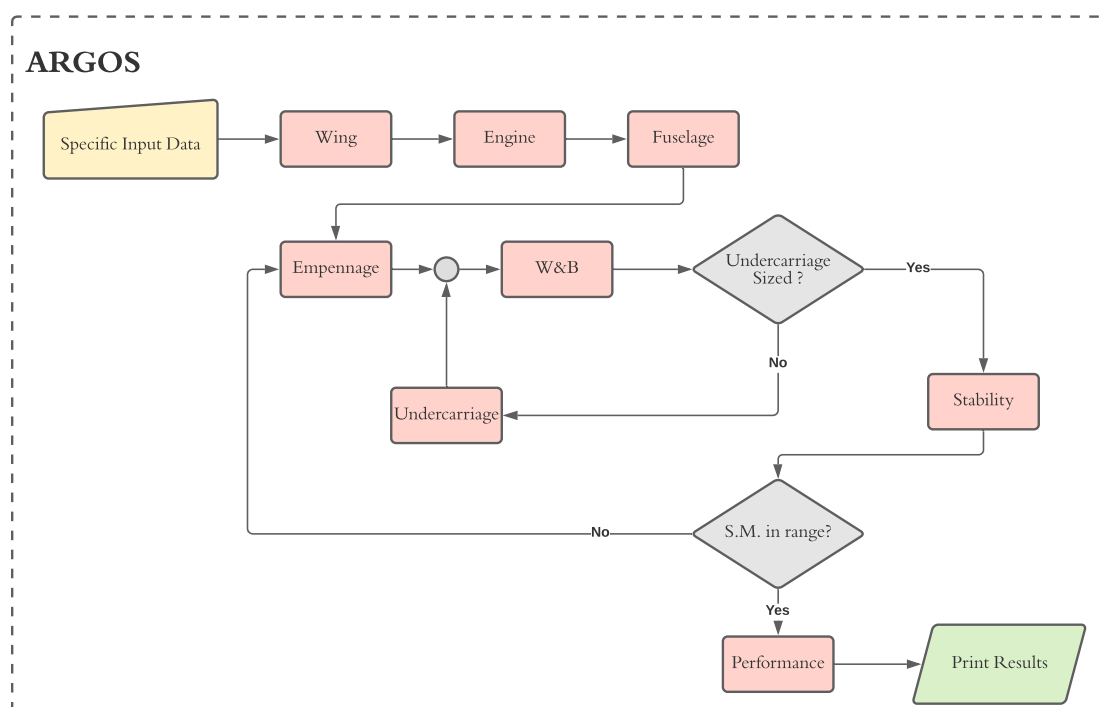 ARGOS
Specific Input Data
Wing
Engine
Fuselage
Empennage
W&B
Undercarriage
Sized ?
Yes
No
Undercarriage
Stability
S.M. in range?
No
Yes
Performance
Print Results